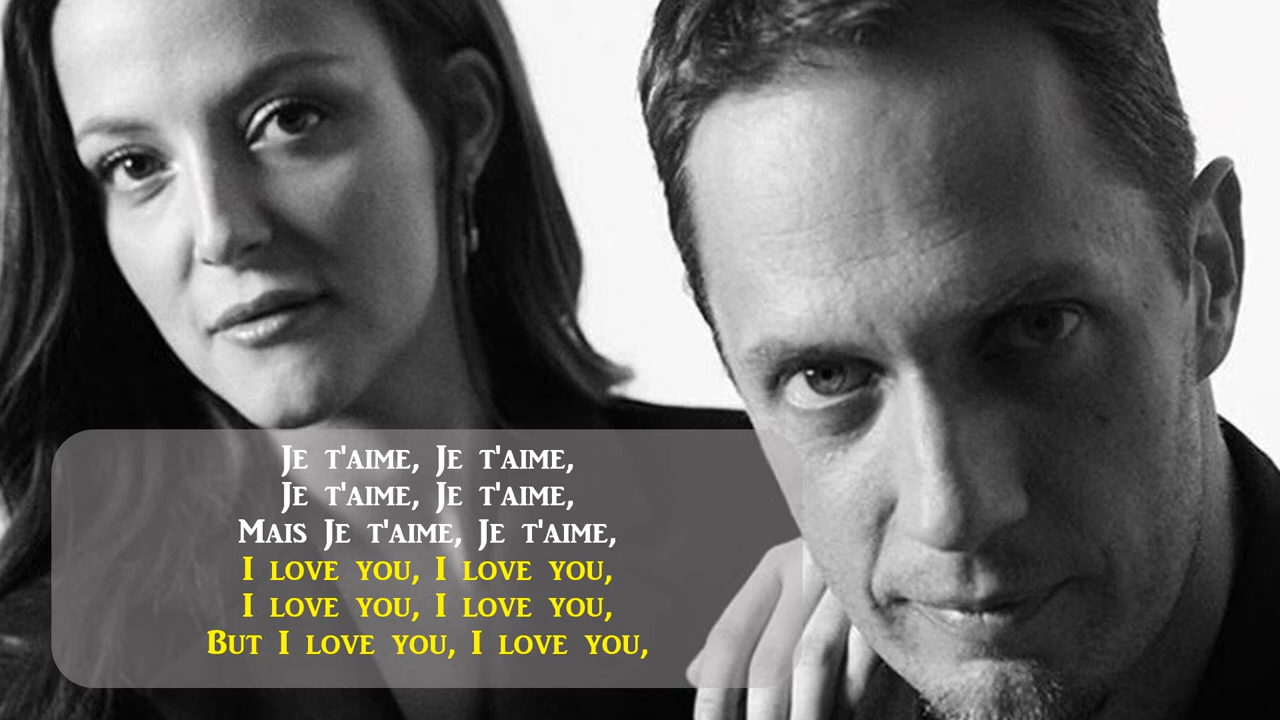 Je t'aime, Je t'aime,
Je t'aime, Je t'aime,
Mais Je t'aime, Je t'aime,
I love you, I love you,
I love you, I love you,
But I love you, I love you,